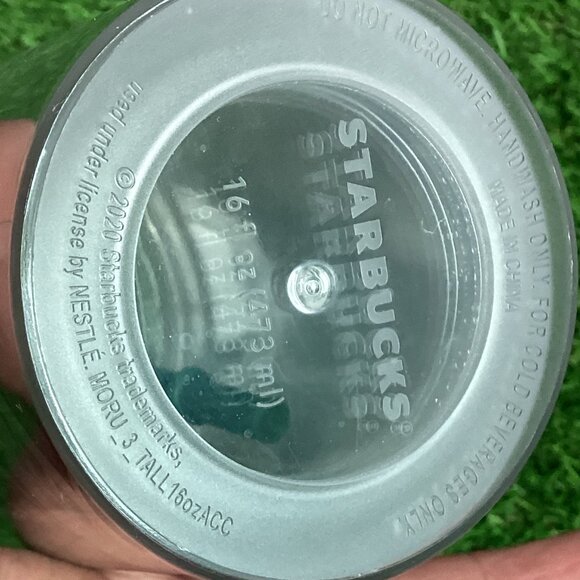 DO NOT MICROWAVE. HANDWASH ONLY. FOR COLD BEVERAGES ONLY
MADE IN CHINA
STARBUCKS®
16 fl oz (473 ml)
© 2020 Starbucks trademarks,
used under license by NESTLÉ. MORU_3_TALL16ozACC